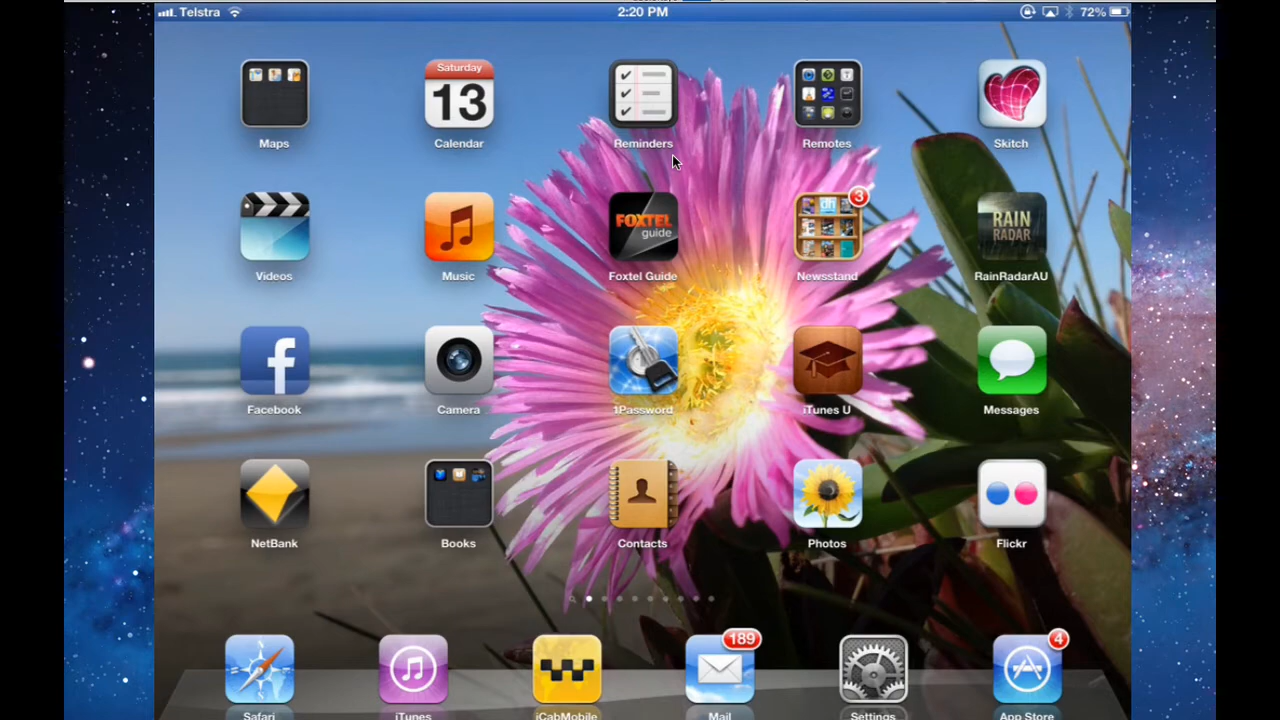 Telstra
2:20 PM
72%
Saturday
13
Maps
Calendar
Reminders
Remotes
Skitch
FOXTEL
guide
dh
3
RAIN
RADAR
Videos
Music
Foxtel Guide
Newsstand
RainRadarAU
f
Facebook
Camera
1Password
iTunes U
Messages
NetBank
Books
Contacts
Photos
Flickr
189
4
Safari
iTunes
iCabMobile
Mail
Settings
App Store